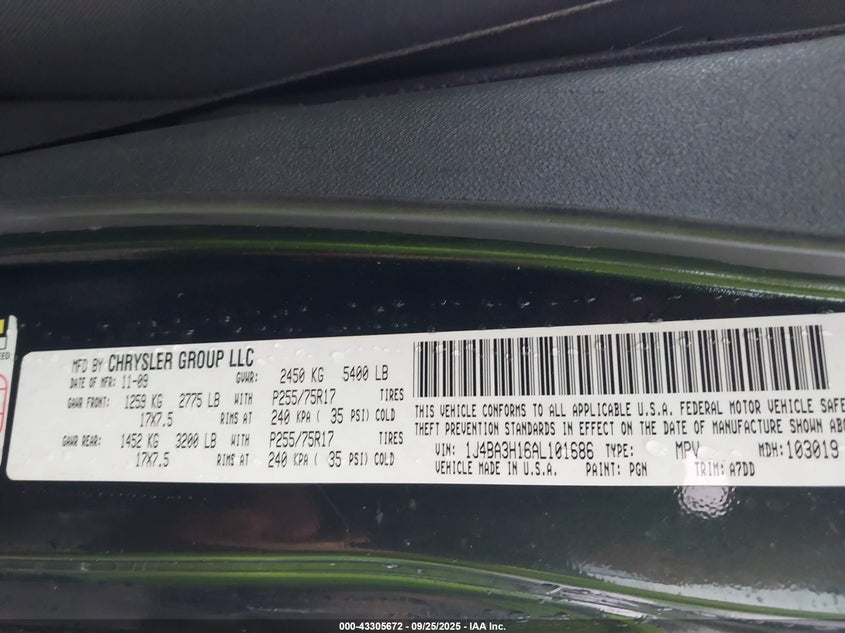 MFD BY CHRYSLER GROUP LLC
DATE OF MFR: 11-09 GVWR: 2450 KG 5400 LB
GAWR FRONT: 1259 KG 2775 LB WITH P255/75R17 TIRES
17X7.5 RIMS AT 240 KPA ( 35 PSI) COLD
GAWR REAR: 1452 KG 3200 LB WITH P255/75R17 TIRES
17X7.5 RIMS AT 240 KPA ( 35 PSI) COLD
THIS VEHICLE CONFORMS TO ALL APPLICABLE U.S.A. FEDERAL MOTOR VEHICLE SAFE
THEFT PREVENTION STANDARDS IN EFFECT ON THE DATE OF MANUFACTURE SHOWN ABO
VIN: 1J4BA3H16AL101686 TYPE: MPV MDH: 103019
VEHICLE MADE IN U.S.A. PAINT: PGN TRIM: A7DD
EED
000-43305672 - 09/25/2025 - IAA Inc.